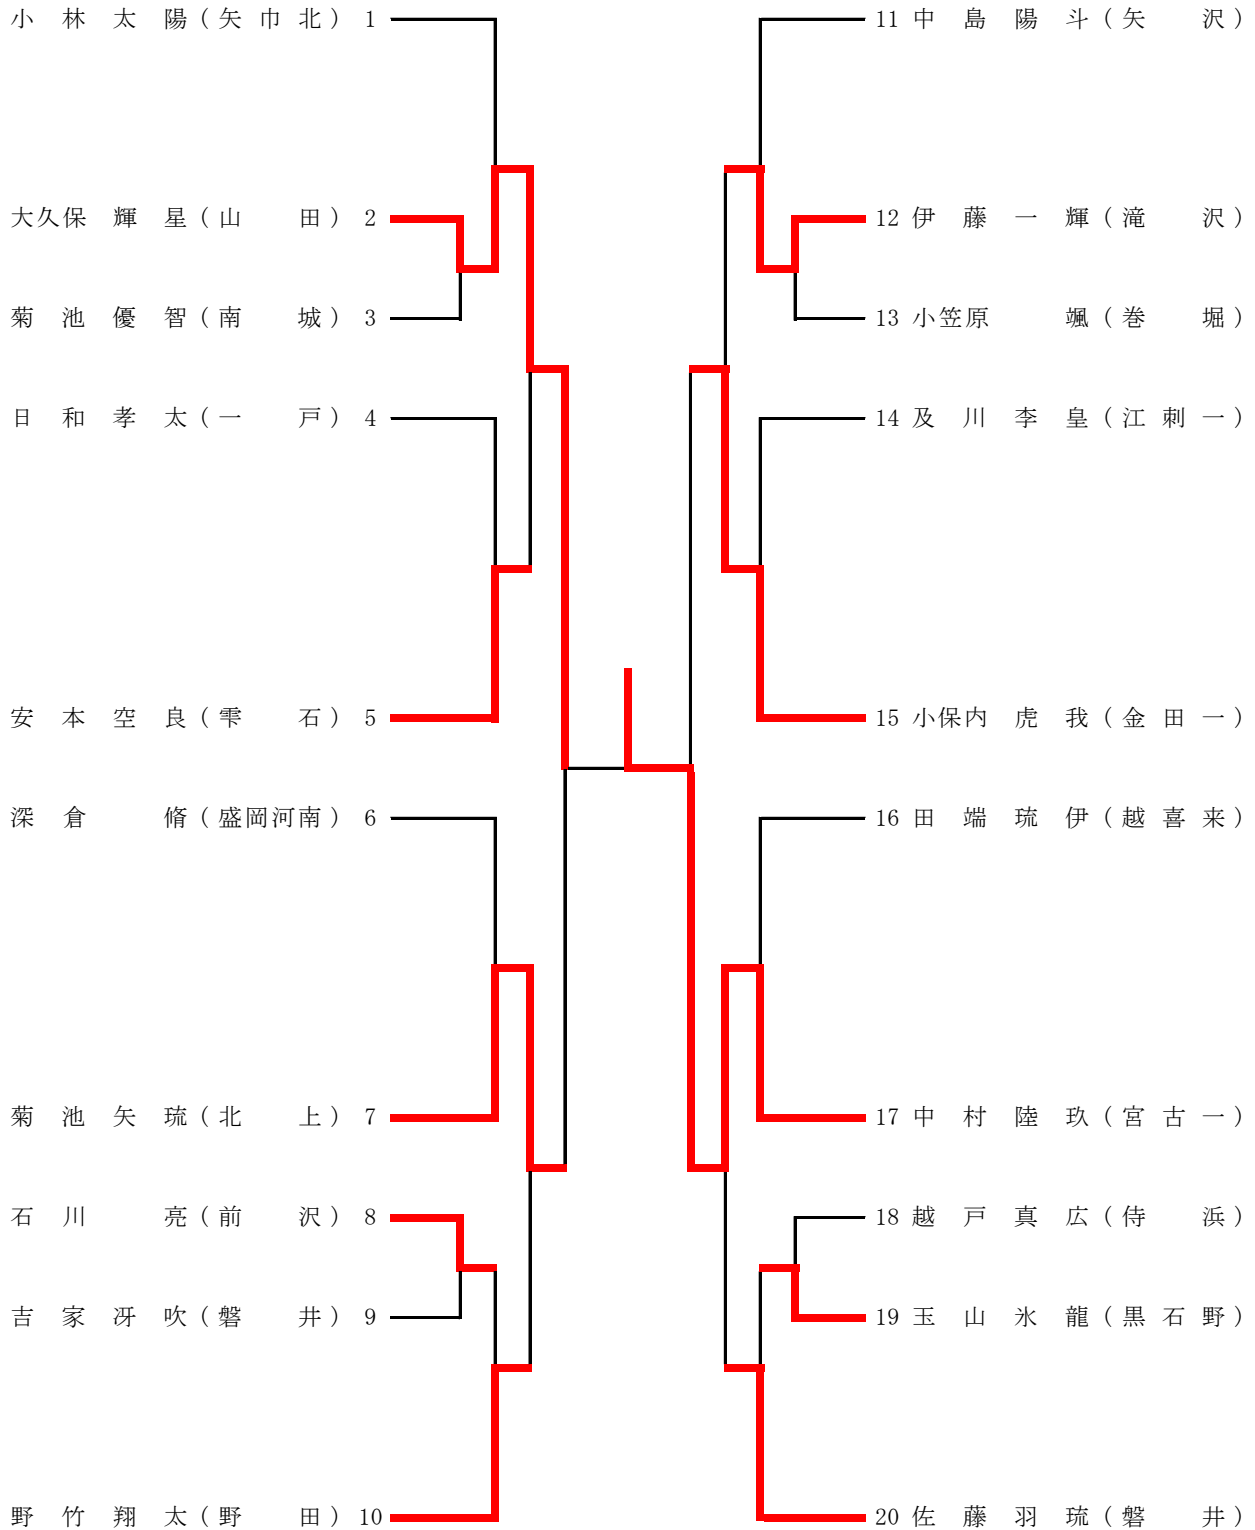 小林太陽(矢巾北) 1
大久保輝星(山田) 2
菊池優智(南城) 3
日和孝太(一戸) 4
安本空良(雫石) 5
深倉脩(盛岡河南) 6
菊池矢琉(北上) 7
石川亮(前沢) 8
吉家冴吹(磐井) 9
野竹翔太(野田) 10
11 中島陽斗(矢沢)
12 伊藤一輝(滝沢)
13 小笠原颯(巻堀)
14 及川李皇(江刺一)
15 小保内虎我(金田一)
16 田端琉伊(越喜来)
17 中村陸玖(宮古一)
18 越戸真広(侍浜)
19 玉山氷龍(黒石野)
20 佐藤羽琉(磐井)